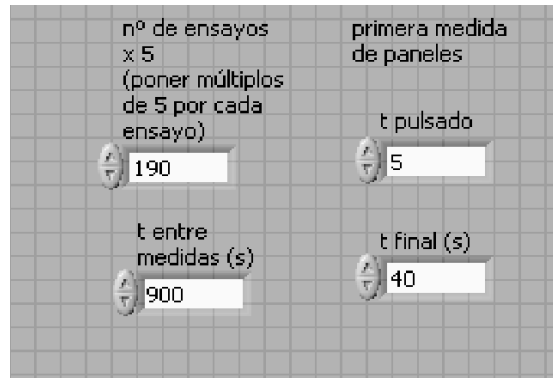 nº de ensayos
x 5
(poner múltiplos
de 5 por cada
ensayo)
190
t entre
medidas (s)
900
primera medida
de paneles
t pulsado
5
t final (s)
40